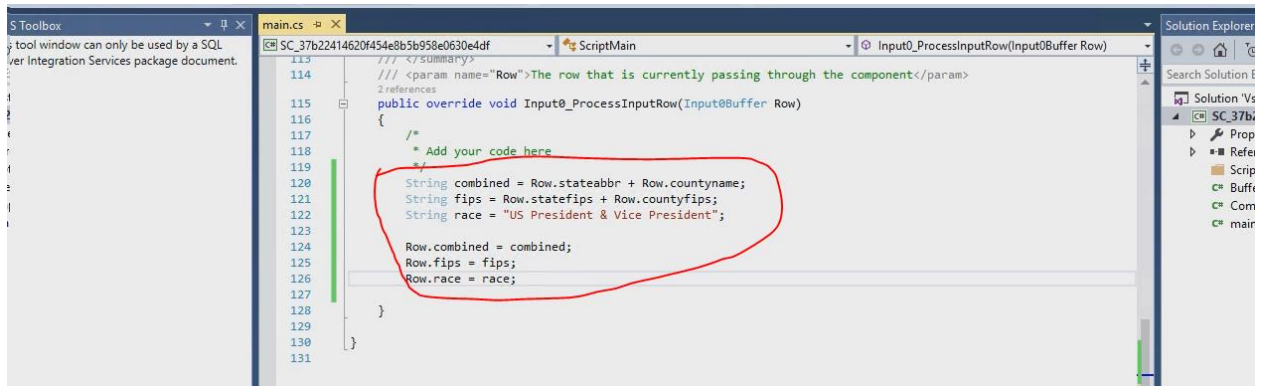 S Toolbox
main.cs
Solution Explorer
tool window can only be used by a SQL
ver Integration Services package document.
SC_37b22414620f454e8b5b958e0630e4df
ScriptMain
Input0_ProcessInputRow(Input0Buffer Row)
Search Solution E
Solution 'Vs
SC_37b2
Prop
Refer
Scrip
Buffe
Com
main
113 /// </summary>
114 /// <param name="Row">The row that is currently passing through the component</param>
2 references
115 public override void Input0_ProcessInputRow(Input0Buffer Row)
116 {
117 /*
118 * Add your code here
119 */
120 String combined = Row.stateabbr + Row.countyname;
121 String fips = Row.statefips + Row.countyfips;
122 String race = "US President & Vice President";
123
124 Row.combined = combined;
125 Row.fips = fips;
126 Row.race = race;
127
128 }
129
130 }
131